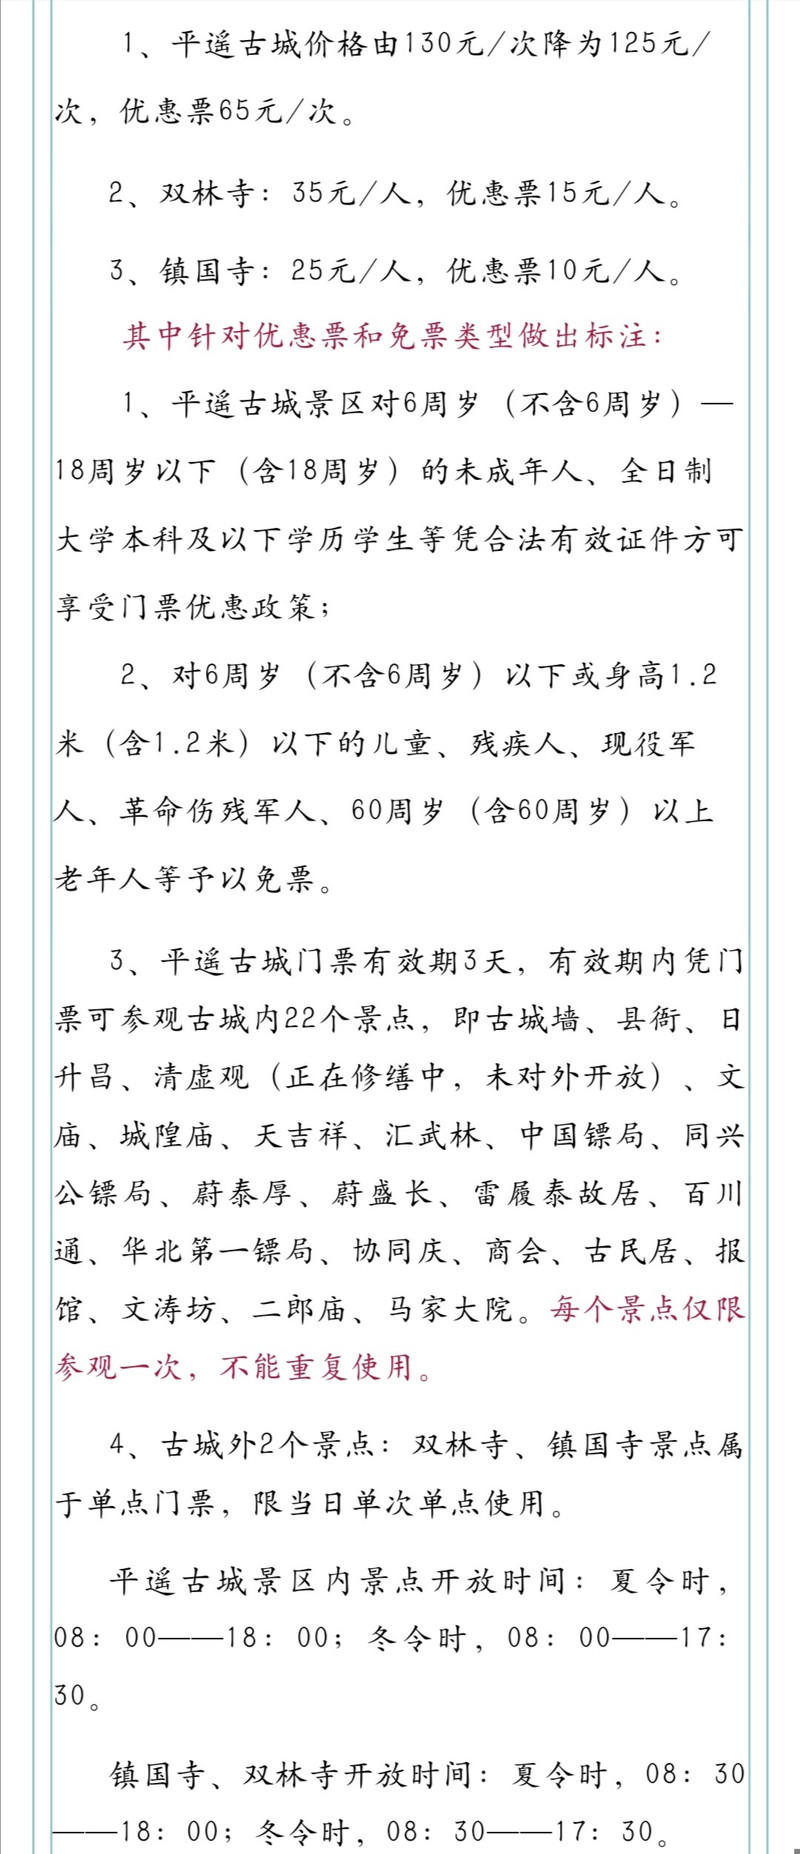 1、平遥古城价格由130元/次降为125元/
次，优惠票65元/次。
2、双林寺：35元/人，优惠票15元/人。
3、镇国寺：25元/人，优惠票10元/人。
其中针对优惠票和免票类型做出标注：
1、平遥古城景区对6周岁（不含6周岁）—
18周岁以下（含18周岁）的未成年人、全日制
大学本科及以下学历学生等凭合法有效证件方可
享受门票优惠政策；
2、对6周岁（不含6周岁）以下或身高1.2
米（含1.2米）以下的儿童、残疾人、现役军
人、革命伤残军人、60周岁（含60周岁）以上
老年人等予以免票。
3、平遥古城门票有效期3天，有效期内凭门
票可参观古城内22个景点，即古城墙、县衙、日
升昌、清虚观（正在修缮中，未对外开放）、文
庙、城隍庙、天吉祥、汇武林、中国镖局、同兴
公镖局、蔚泰厚、蔚盛长、雷履泰故居、百川
通、华北第一镖局、协同庆、商会、古民居、报
馆、文涛坊、二郎庙、马家大院。每个景点仅限
参观一次，不能重复使用。
4、古城外2个景点：双林寺、镇国寺景点属
于单点门票，限当日单次单点使用。
平遥古城景区内景点开放时间：夏令时，
08：00——18：00；冬令时，08：00——17：
30。
镇国寺、双林寺开放时间：夏令时，08：30
——18：00；冬令时，08：30——17：30。